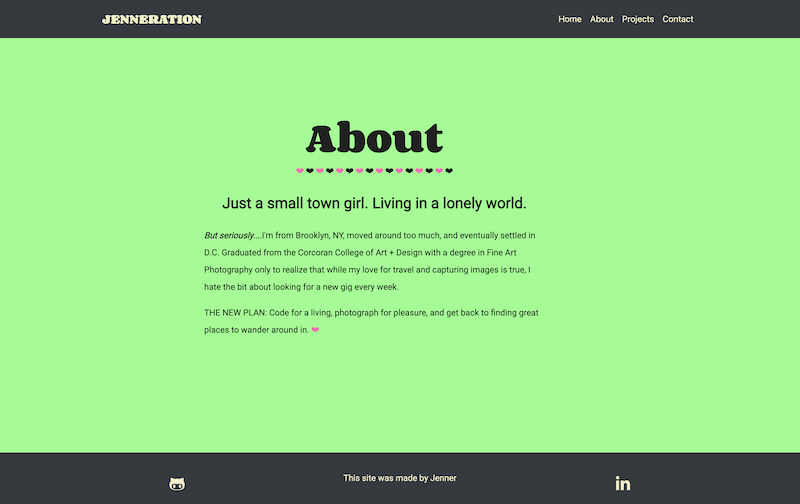 JENNERATION
Home About Projects Contact
About
Just a small town girl. Living in a lonely world.
But seriously....I'm from Brooklyn, NY, moved around too much, and eventually settled in
D.C. Graduated from the Corcoran College of Art + Design with a degree in Fine Art
Photography only to realize that while my love for travel and capturing images is true, I
hate the bit about looking for a new gig every week.
THE NEW PLAN: Code for a living, photograph for pleasure, and get back to finding great
places to wander around in. ❤
This site was made by Jenner
in